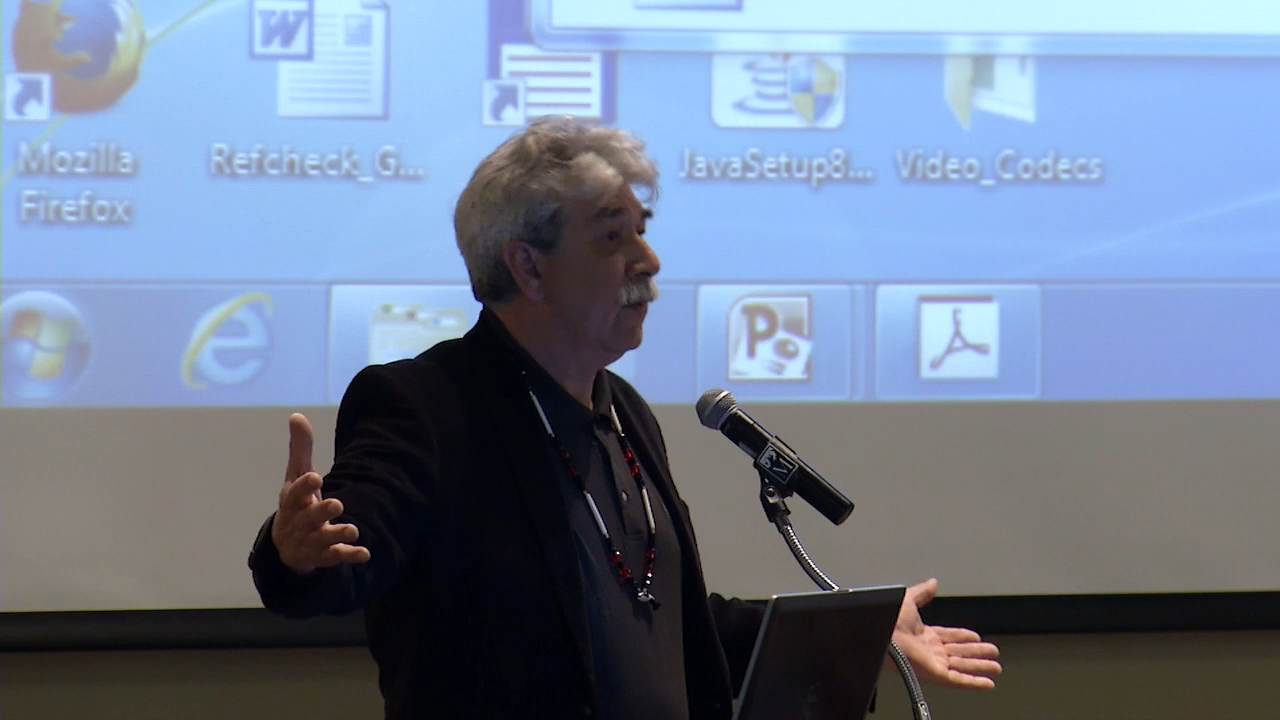 W
Mozilla
Firefox
Refcheck_G...
JavaSetup8...
Video_Codecs
e
P
M